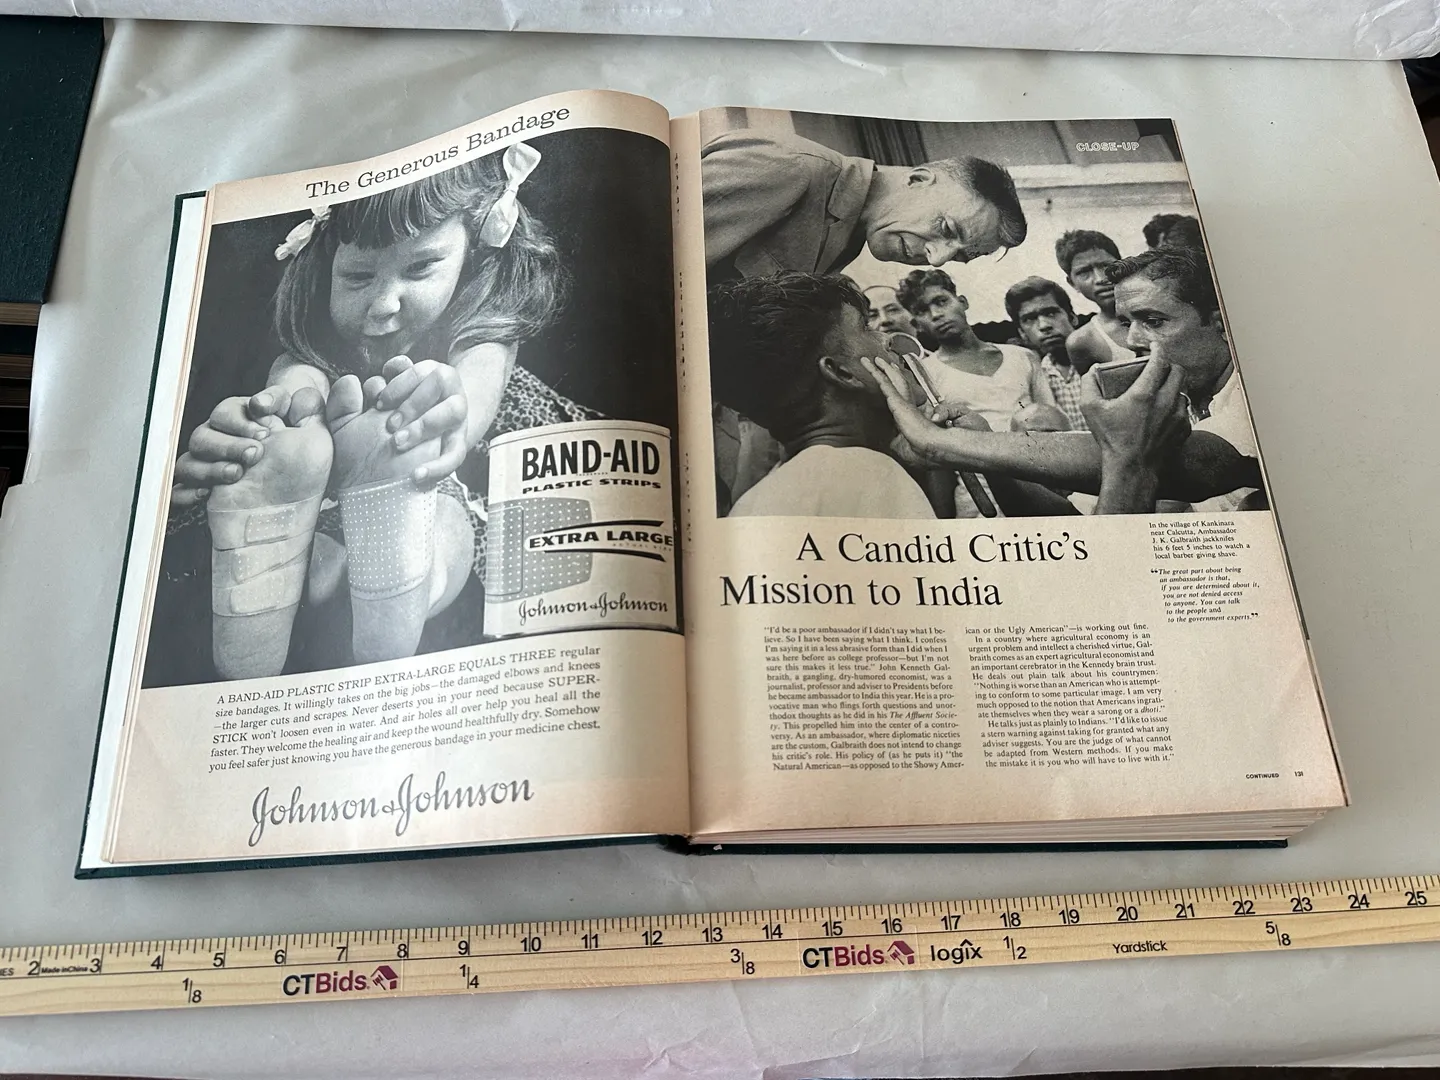 The Generous Bandage
BAND-AID
PLASTIC STRIPS
EXTRA LARGE
Johnson & Johnson
A BAND-AID PLASTIC STRIP EXTRA-LARGE EQUALS THREE regular
size bandages. It willingly takes on the big jobs—the damaged elbows and knees
—the larger cuts and scrapes. Never deserts you in your need because SUPER-
STICK won't loosen even in water. And air holes all over help you heal all the
faster. They welcome the healing air and keep the wound healthfully dry. Somehow
you feel safer just knowing you have the generous bandage in your medicine chest.
Johnson & Johnson
CLOSE-UP
A Candid Critic's
Mission to India
In the village of Kankinara
near Calcutta, Ambassador
J. K. Galbraith jackknifes
his 6 feet 5 inches to watch a
local barber giving shave.
“The great part about being
an ambassador is that,
if you are determined about it,
you are not denied access
to anyone. You can talk
to the people and
to the government experts.”
"I'd be a poor ambassador if I didn't say what I be-
lieve. So I have been saying what I think. I confess
I'm saying it in a less abrasive form than I did when I
was here before as college professor—but I'm not
sure this makes it less true." John Kenneth Gal-
braith, a gangling, dry-humored economist, was a
journalist, professor and adviser to Presidents before
he became ambassador to India this year. He is a pro-
vocative man who flings forth questions and unor-
thodox thoughts as he did in his The Affluent Socie-
ty. This propelled him into the center of a contro-
versy. As an ambassador, where diplomatic niceties
are the custom, Galbraith does not intend to change
his critic's role. His policy of (as he puts it) "the
Natural American—as opposed to the Showy Amer-
ican or the Ugly American"—is working out fine.
In a country where agricultural economy is an
urgent problem and intellect a cherished virtue, Gal-
braith comes as an expert agricultural economist and
an important cerebrator in the Kennedy brain trust.
He deals out plain talk about his countrymen:
"Nothing is worse than an American who is attempt-
ing to conform to some particular image. I am very
much opposed to the notion that Americans ingrati-
ate themselves when they wear a sarong or a dhoti."
He talks just as plainly to Indians. "I'd like to issue
a stern warning against taking for granted what any
adviser suggests. You are the judge of what cannot
be adapted from Western methods. If you make
the mistake it is you who will have to live with it."
CONTINUED 131
2 3 4 5 6 7 8 9 10 11 12 13 14 15 16 17 18 19 20 21 22 23 24 25
Made in China
1/8 CTBids 1/4 3/8 CTBids logix 1/2 Yardstick 5/8